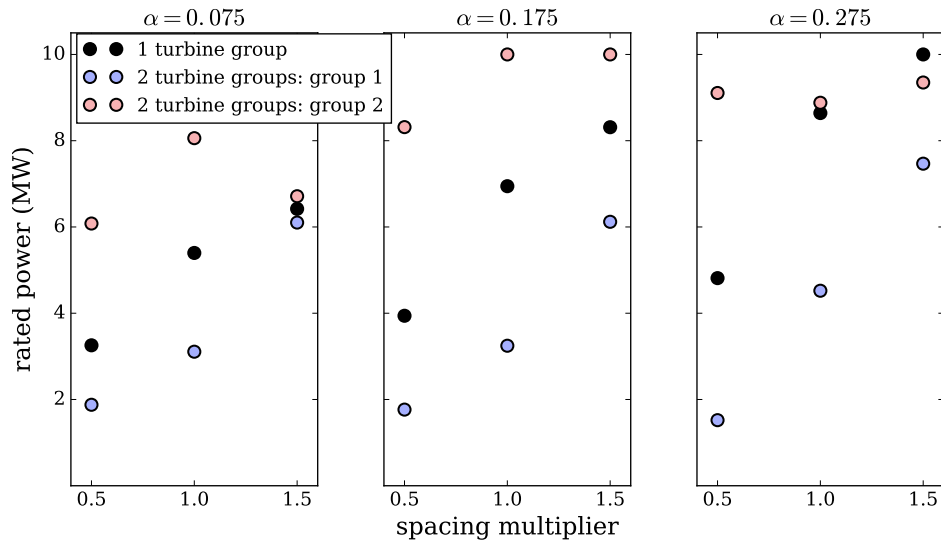 α = 0.075
α = 0.175
α = 0.275
1 turbine group
2 turbine groups: group 1
2 turbine groups: group 2
rated power (MW)
10
8
6
4
2
0.5 1.0 1.5
0.5 1.0 1.5
0.5 1.0 1.5
spacing multiplier